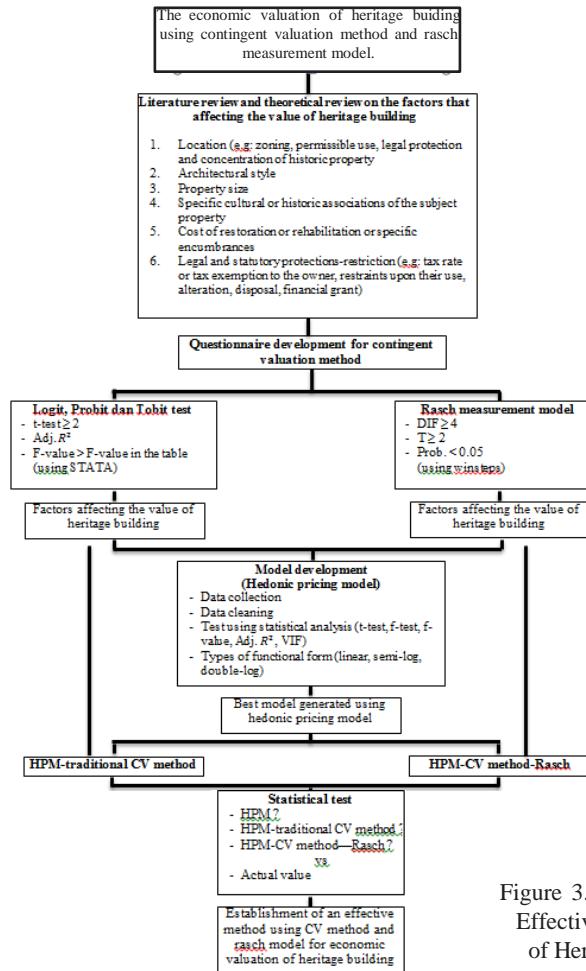 The economic valuation of heritage buiding
using contingent valuation method and rasch
measurement model.
Literature review and theoretical review on the factors that
affecting the value of heritage building
1. Location (e.g: zoning, permissible use, legal protection
and concentration of historic property
2. Architectural style
3. Property size
4. Specific cultural or historic associations of the subject
property
5. Cost of restoration or rehabilitation or specific
encumbrances
6. Legal and statutory protections-restriction (e.g: tax rate
or tax exemption to the owner, restraints upon their use,
alteration, disposal, financial grant)
Questionnaire development for contingent
valuation method
Logit, Probit dan Tobit test
- t-test ≥ 2
- Adj. R²
- F-value > F-value in the table
(using STATA)
Rasch measurement model
- DIF ≥ 4
- T ≥ 2
- Prob. < 0.05
(using winsteps)
Factors affecting the value of
heritage building
Factors affecting the value of
heritage building
Model development
(Hedonic pricing model)
- Data collection
- Data cleaning
- Test using statistical analysis (t-test, f-test, f-
value, Adj. R², VIF)
- Types of functional form (linear, semi-log,
double-log)
Best model generated using
hedonic pricing model
HPM-traditional CV method
HPM-CV method-Rasch
Statistical test
- HPM ?
- HPM-traditional CV method ?
- HPM-CV method—Rasch ?
vs
- Actual value
Establishment of an effective
method using CV method and
rasch model for economic
valuation of heritage building
Figure 3.
Effectiv
of Her